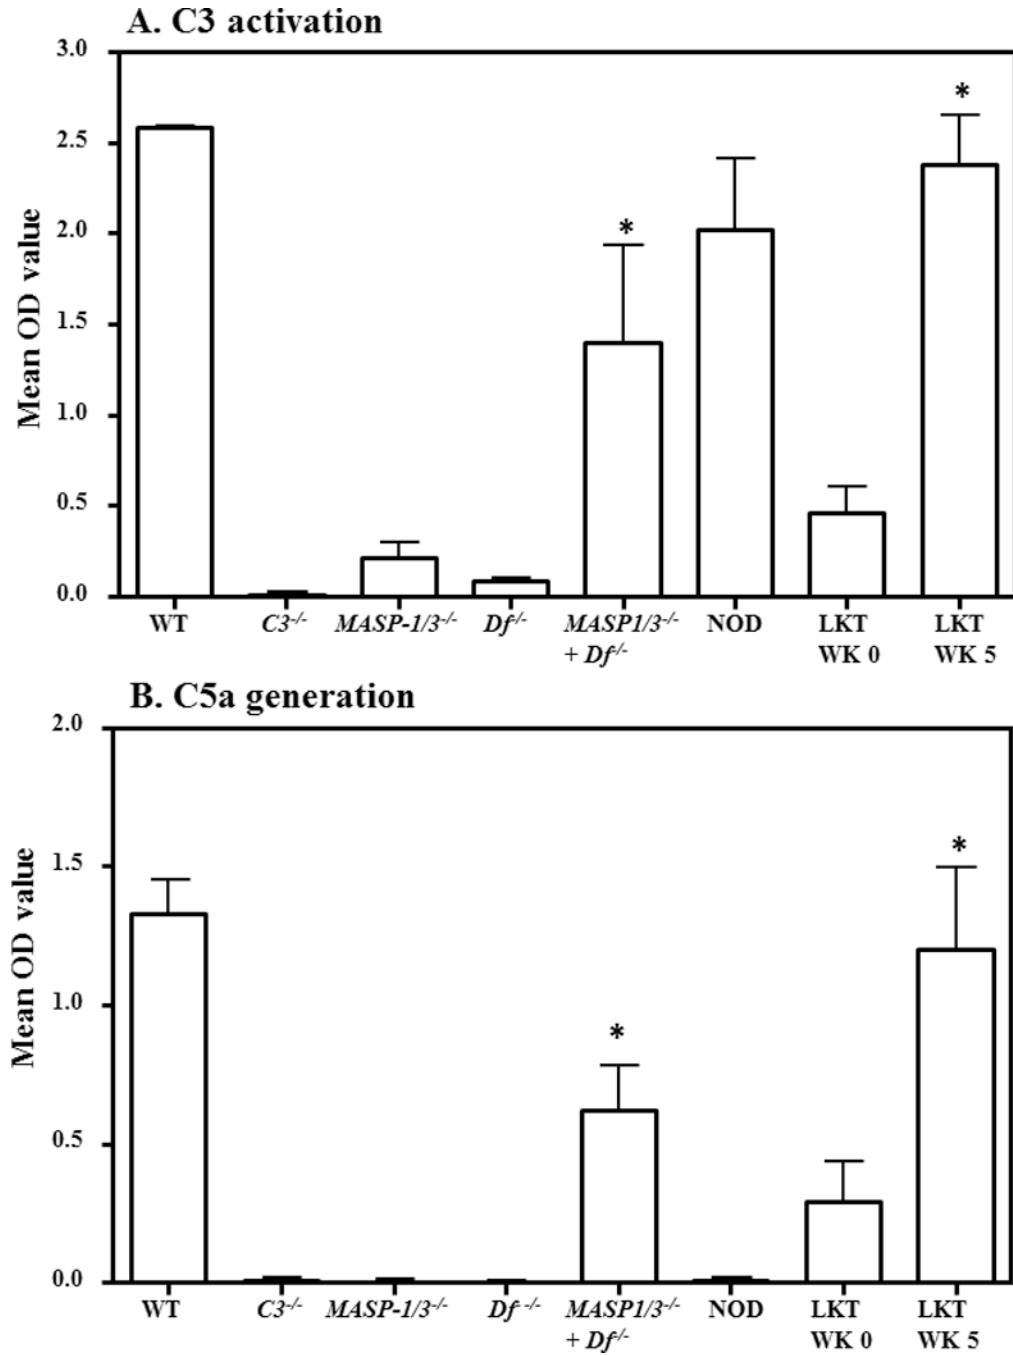 A. C3 activation
Mean OD value
3.0
2.5
2.0
1.5
1.0
0.5
0.0
*
*
WT
C3-/-
MASP-1/3-/-
Df-/-
MASP1/3-/-
+ Df-/-
NOD
LKT
WK 0
LKT
WK 5
B. C5a generation
Mean OD value
2.0
1.5
1.0
0.5
0.0
*
*
WT
C3-/-
MASP-1/3-/-
Df-/-
MASP1/3-/-
+ Df-/-
NOD
LKT
WK 0
LKT
WK 5